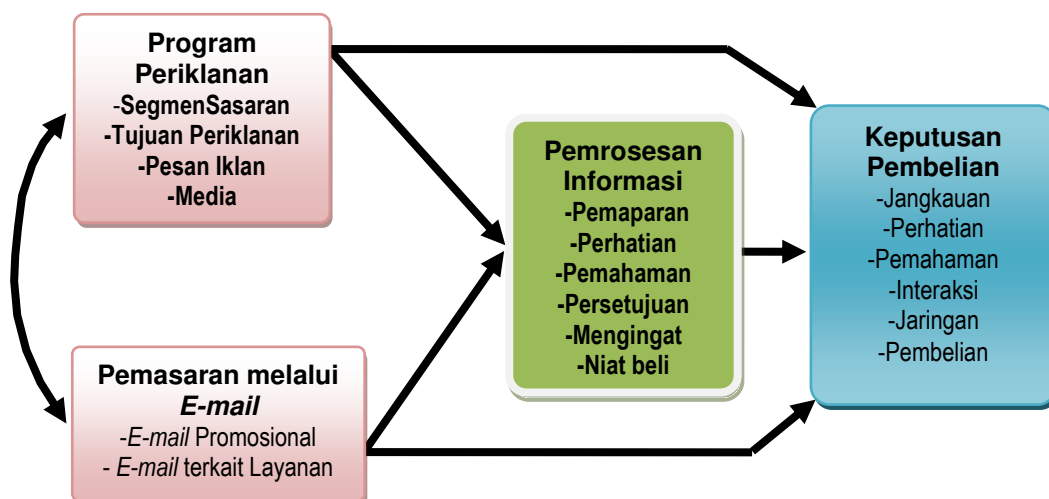 Program
Periklanan
-SegmenSasaran
-Tujuan Periklanan
-Pesan Iklan
-Media
Pemasaran melalui
E-mail
-E-mail Promosional
- E-mail terkait Layanan
Pemrosesan
Informasi
-Pemaparan
-Perhatian
-Pemahaman
-Persetujuan
-Mengingat
-Niat beli
Keputusan
Pembelian
-Jangkauan
-Perhatian
-Pemahaman
-Interaksi
-Jaringan
-Pembelian